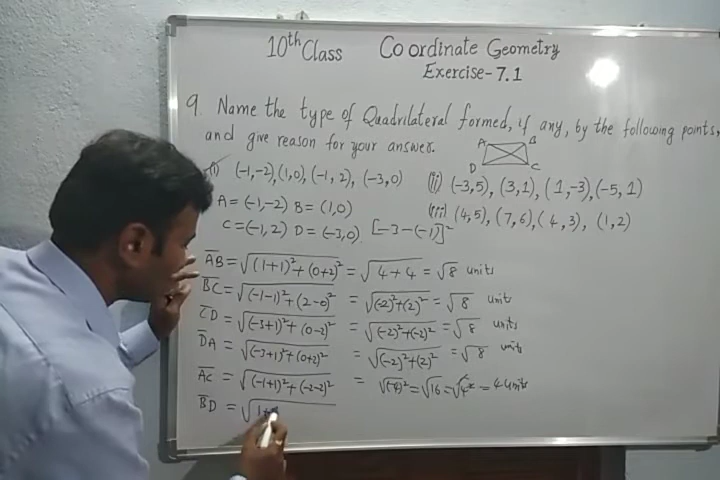 10th Class Coordinate Geometry
Exercise-7.1
9. Name the type of Quadrilateral formed, if any, by the following points,
and give reason for your answer.
A B
D C
(i) (-1,-2),(1,0),(-1,2),(-3,0) (ii) (-3,5),(3,1),(1,-3),(-5,1)
A=(-1,-2) B=(1,0) (iii) (4,5),(7,6),(4,3),(1,2)
C=(-1,2) D=(-3,0) [-3-(-1)]²
A̅B̅ = √((1+1)²+(0+2)²) = √(4+4) = √8 units
B̅C̅ = √((-1-1)²+(2-0)²) = √((-2)²+(2)²) = √8 units
C̅D̅ = √((-3+1)²+(0-2)²) = √((-2)²+(-2)²) = √8 units
D̅A̅ = √((-3+1)²+(0+2)²) = √((-2)²+(2)²) = √8 units
A̅C̅ = √((-1+1)²+(-2-2)²) = √(-4)² = √16 = √4² = 4 units
B̅D̅ = √(1+